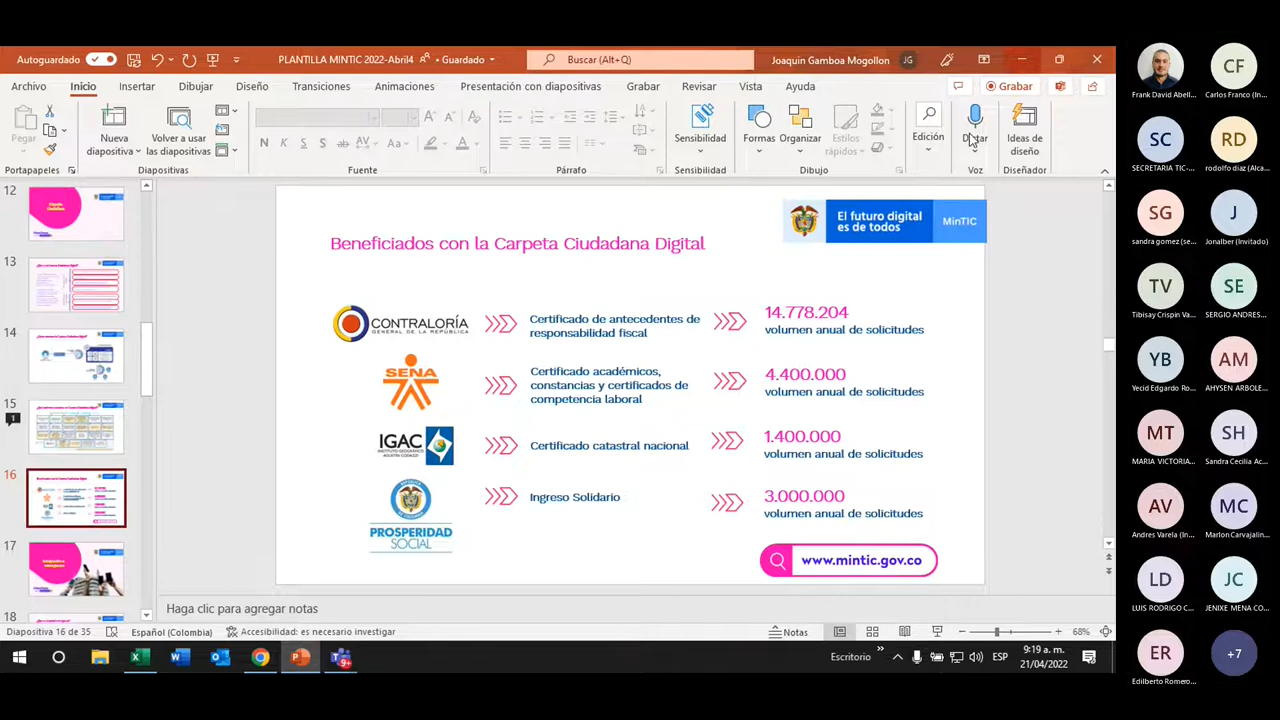 Autoguardado
PLANTILLA MINTIC 2022-Abril4
Guardado
Buscar (Alt+Q)
Joaquin Gamboa Mogollon
JG
Archivo
Inicio
Insertar
Dibujar
Diseño
Transiciones
Animaciones
Presentación con diapositivas
Grabar
Revisar
Vista
Ayuda
Grabar
Pegar
Nueva diapositiva
Volver a usar las diapositivas
N K S S ab AV Aa
Sensibilidad
Formas
Organizar
Estilos rápidos
Edición
Dictar
Ideas de diseño
Portapapeles
Diapositivas
Fuente
Párrafo
Sensibilidad
Dibujo
Voz
Diseñador
12
13
14
15
1
16
17
18
El futuro digital
es de todos
MinTIC
Beneficiados con la Carpeta Ciudadana Digital
CONTRALORÍA
GENERAL DE LA REPÚBLICA
Certificado de antecedentes de
responsabilidad fiscal
14.778.204
volumen anual de solicitudes
SENA
Certificado académicos,
constancias y certificados de
competencia laboral
4.400.000
volumen anual de solicitudes
IGAC
INSTITUTO GEOGRÁFICO
AGUSTÍN CODAZZI
Certificado catastral nacional
1.400.000
volumen anual de solicitudes
PROSPERIDAD
SOCIAL
Ingreso Solidario
3.000.000
volumen anual de solicitudes
www.mintic.gov.co
Haga clic para agregar notas
Diapositiva 16 de 35
Español (Colombia)
Accesibilidad: es necesario investigar
Notas
68%
Escritorio
ESP
9:19 a. m.
21/04/2022
Frank David Abell...
CF
Carlos Franco (In...
SC
SECRETARIA TIC-...
RD
rodolfo diaz (Alca...
SG
sandra gomez (se...
J
Jonalber (Invitado)
TV
Tibisay Crispin Va...
SE
SERGIO ANDRES...
YB
Yecid Edgardo Ro...
AM
AHYSEN ARBOLE...
MT
MARIA VICTORIA...
SH
Sandra Cecilia Ac...
AV
Andres Varela (In...
MC
Marlon Carvajalin...
LD
LUIS RODRIGO C...
JC
JENIXE MENA CO...
ER
Edilberto Romero...
+7